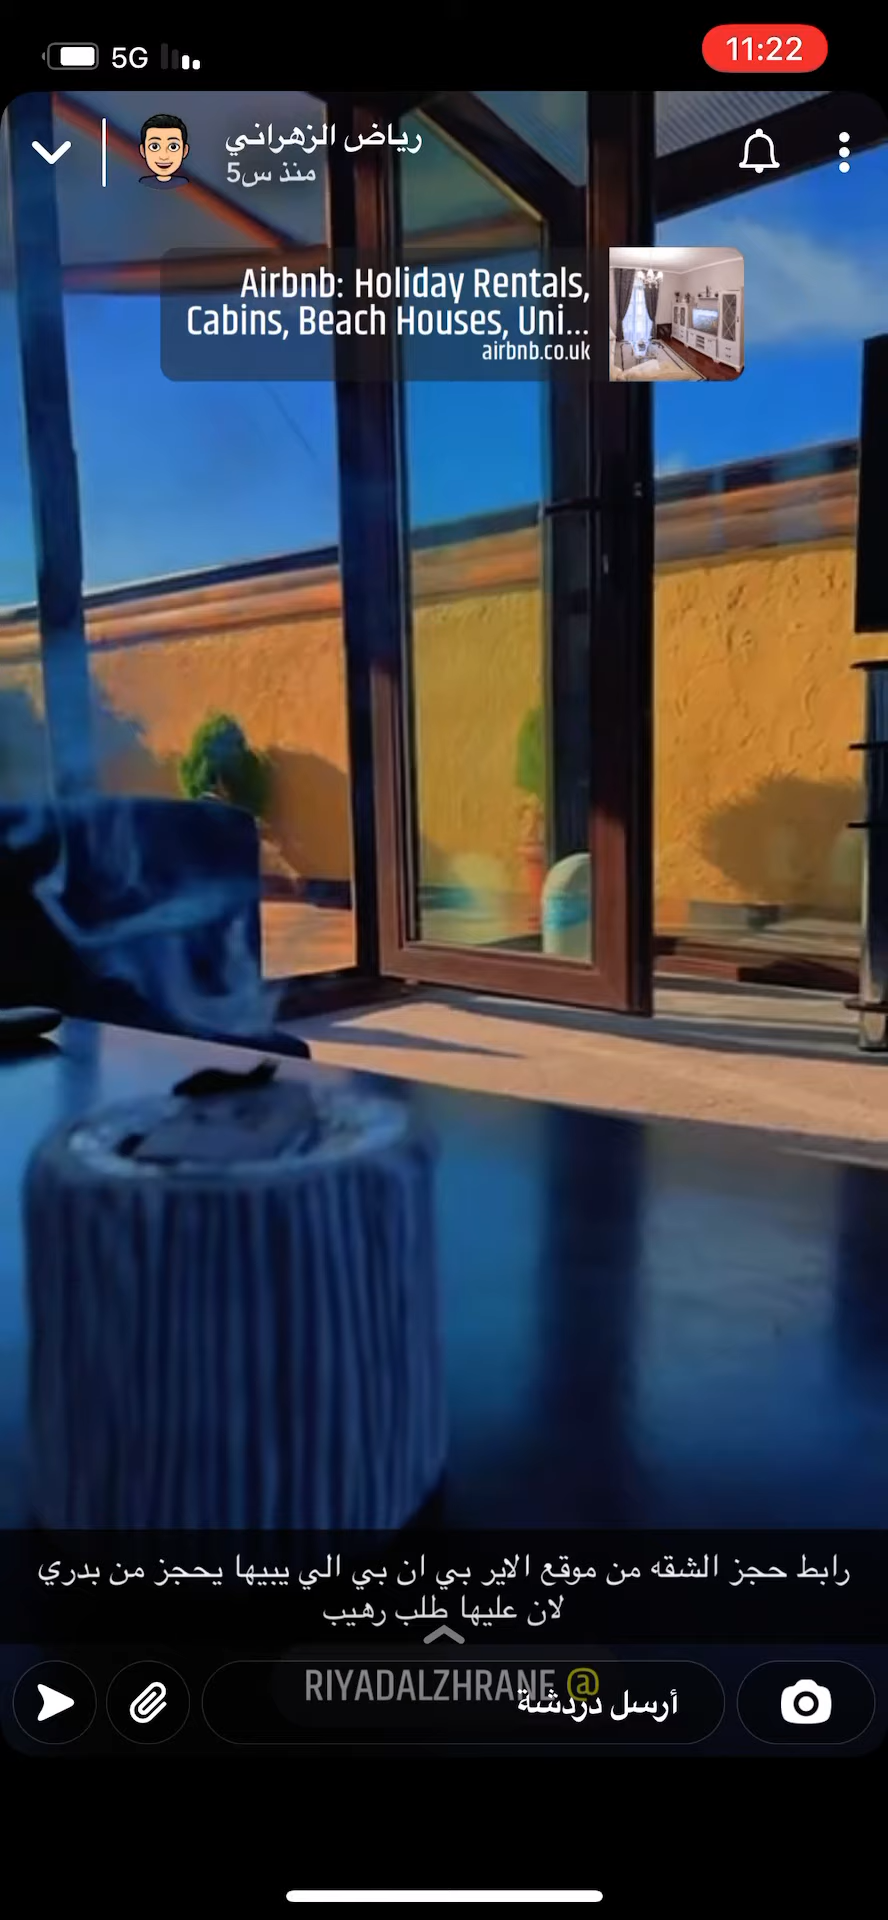 5G
11:22
رياض الزهراني
منذ س5
Airbnb: Holiday Rentals,
Cabins, Beach Houses, Uni...
airbnb.co.uk
رابط حجز الشقه من موقع الاير بي ان بي الي يبيها يحجز من بدري
لان عليها طلب رهيب
RIYADALZHRANE @
أرسل دردشة